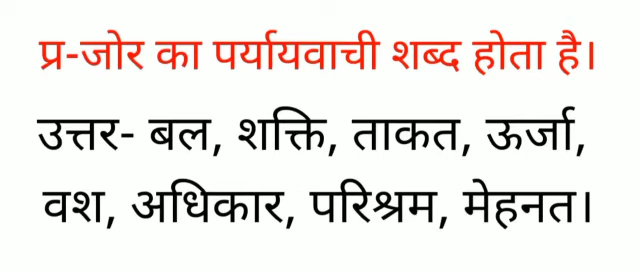 प्र-जोर का पर्यायवाची शब्द होता है।
उत्तर- बल, शक्ति, ताकत, ऊर्जा,
वश, अधिकार, परिश्रम, मेहनत।